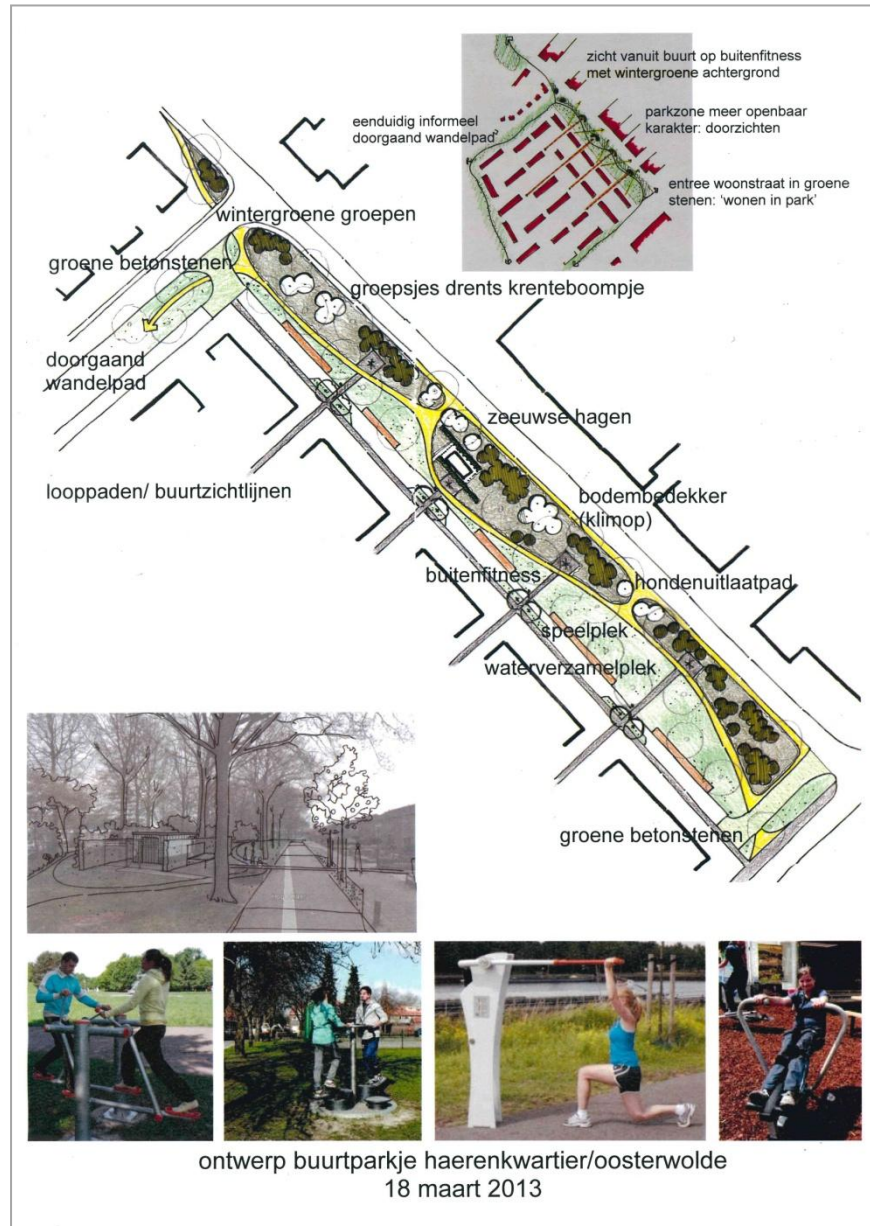 zicht vanuit buurt op buitenfitness
met wintergroene achtergrond
eenduidig informeel
doorgaand wandelpad
parkzone meer openbaar
karakter: doorzichten
entree woonstraat in groene
stenen: 'wonen in park'
wintergroene groepen
groene betonstenen
groepsjes drents krenteboompje
doorgaand
wandelpad
zeeuwse hagen
looppaden/ buurtzichtlijnen
bodembedekker
(klimop)
buitenfitness
hondenuitlaatpad
speelplek
waterverzamelplek
groene betonstenen
ontwerp buurtparkje haerenkwartier/oosterwolde
18 maart 2013